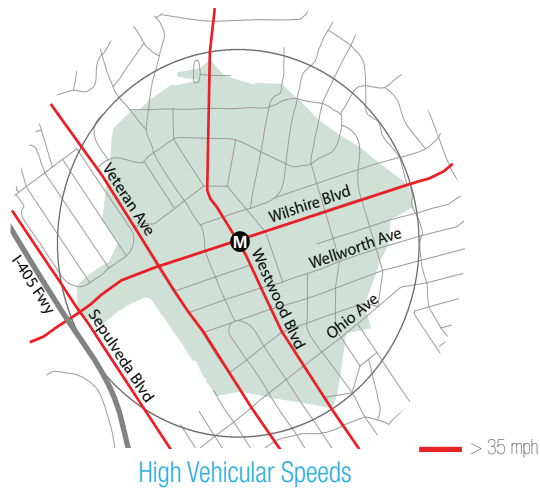 Veteran Ave
Wilshire Blvd
M
Wellworth Ave
Westwood Blvd
I-405 Fwy
Ohio Ave
Sepulveda Blvd
> 35 mph
High Vehicular Speeds